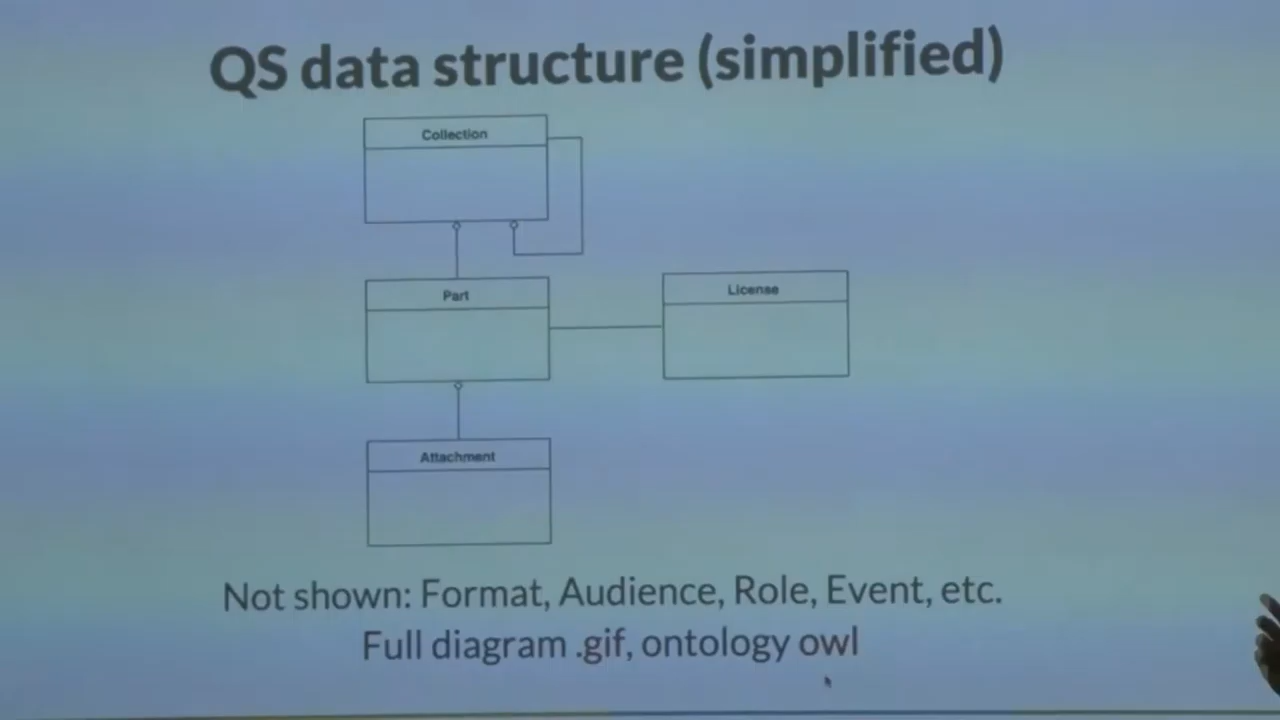 QS data structure (simplified)
Collection
Part
License
Attachment
Not shown: Format, Audience, Role, Event, etc.
Full diagram .gif, ontology owl